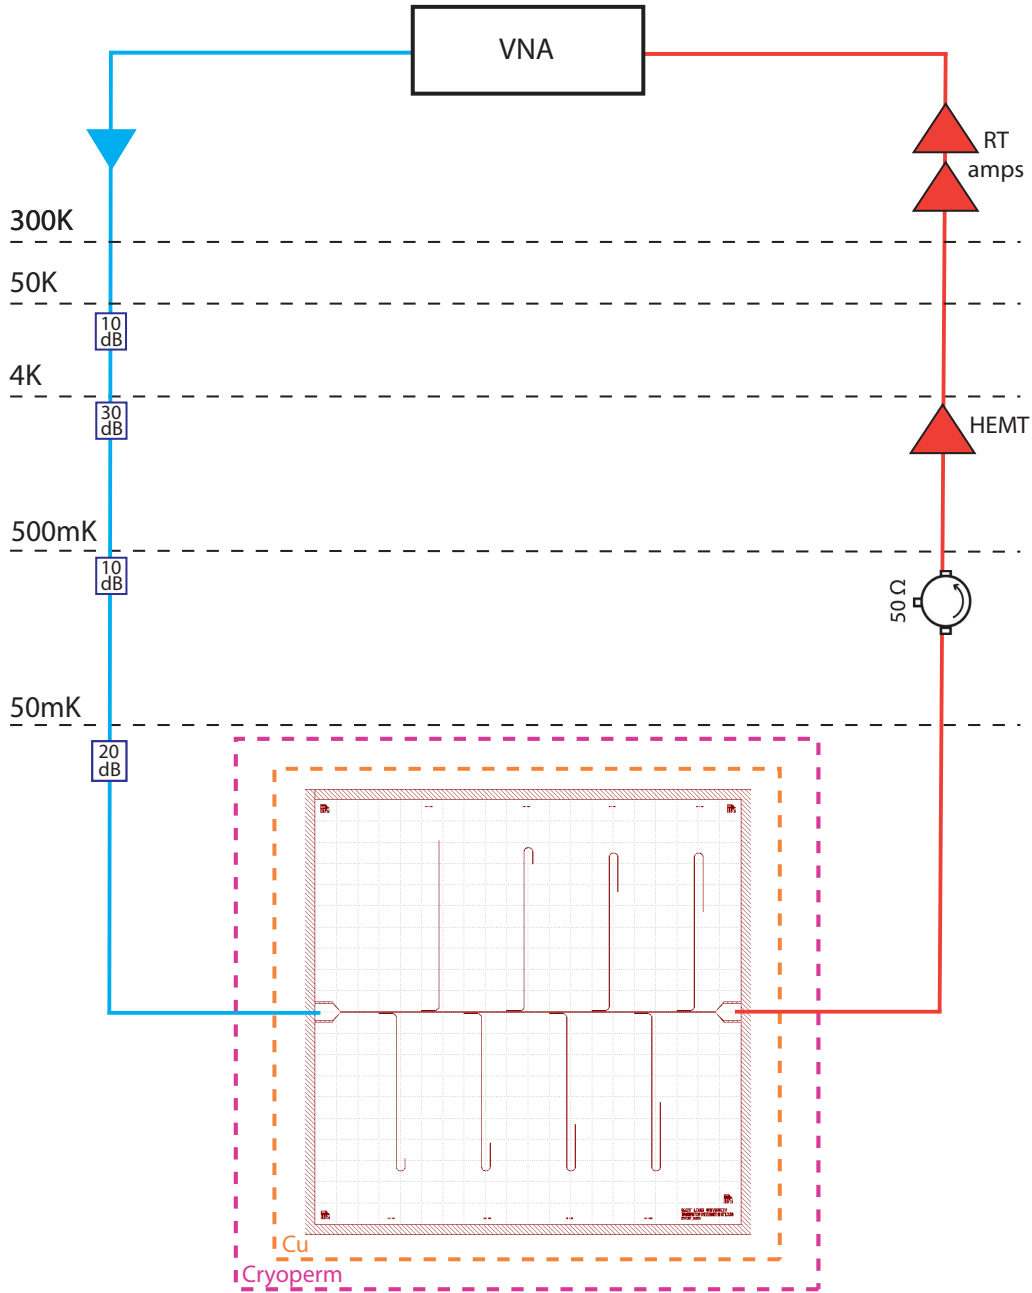 VNA
RT
amps
300K
50K
10
dB
4K
30
dB
HEMT
500mK
10
dB
50 Ω
50mK
20
dB
Cu
Cryoperm